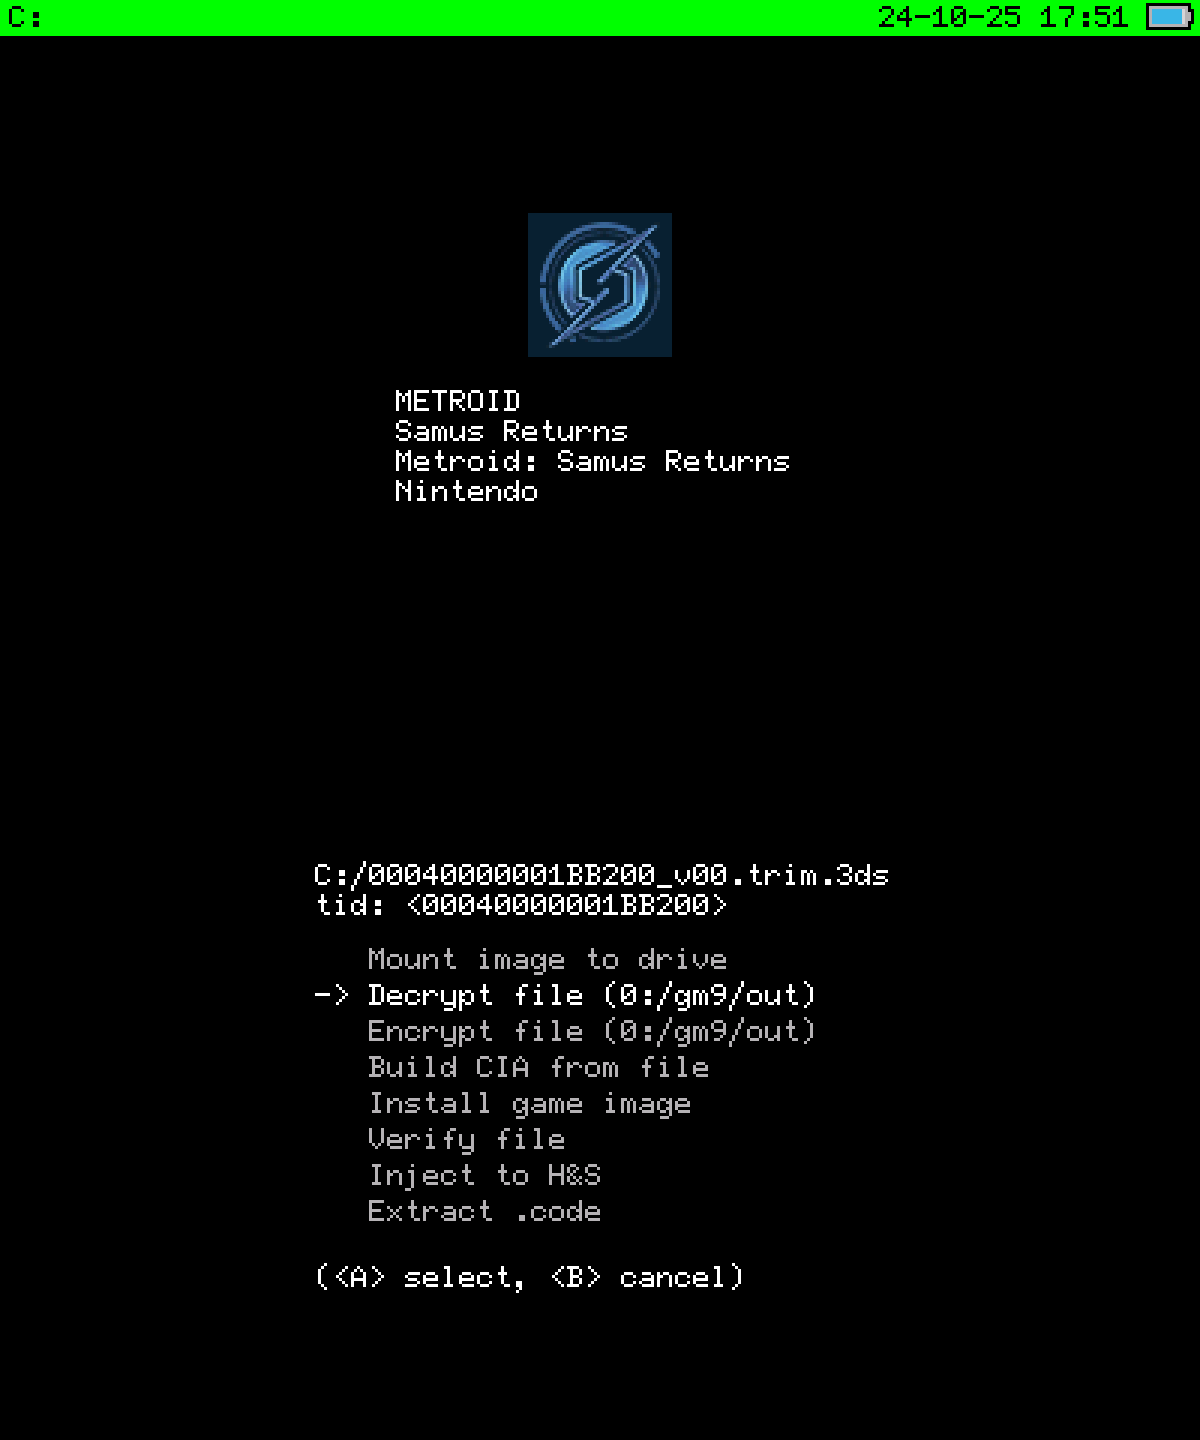 C:
24-10-25 17:51
METROID
Samus Returns
Metroid: Samus Returns
Nintendo
C:/00040000001BB200_v00.trim.3ds
tid: <00040000001BB200>
Mount image to drive
-> Decrypt file (0:/gm9/out)
Encrypt file (0:/gm9/out)
Build CIA from file
Install game image
Verify file
Inject to H&S
Extract .code
(<A> select, <B> cancel)